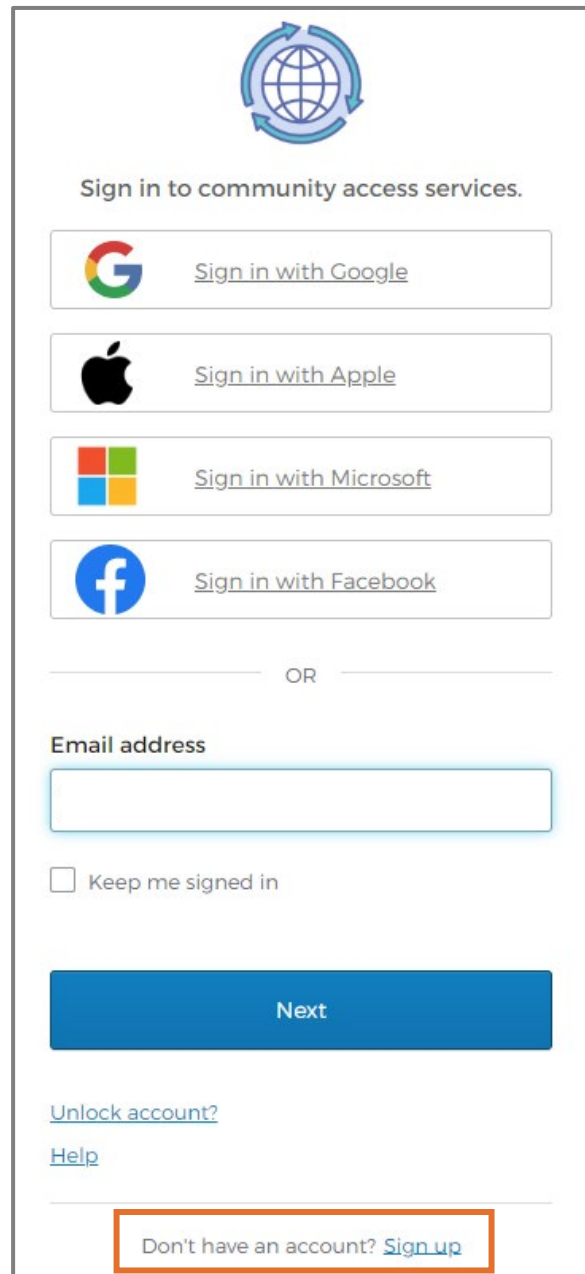 Sign in to community access services.
Sign in with Google
Sign in with Apple
Sign in with Microsoft
Sign in with Facebook
OR
Email address
Keep me signed in
Next
Unlock account?
Help
Don't have an account? Sign up